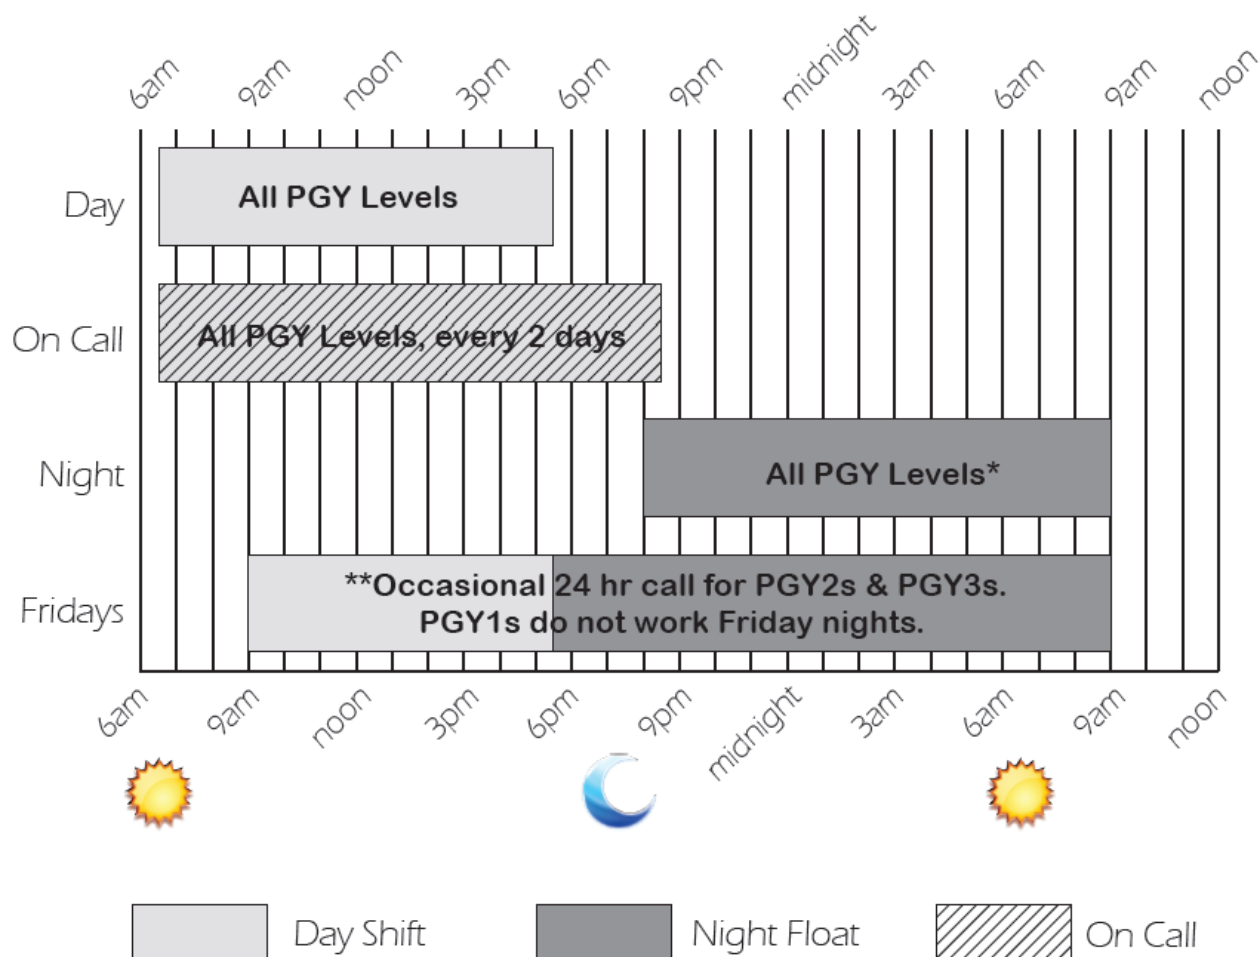 6am 9am noon 3pm 6pm 9pm midnight 3am 6am 9am noon
Day
All PGY Levels
On Call
All PGY Levels, every 2 days
Night
All PGY Levels*
Fridays
**Occasional 24 hr call for PGY2s & PGY3s.
PGY1s do not work Friday nights.
6am 9am noon 3pm 6pm 9pm midnight 3am 6am 9am noon
Day Shift
Night Float
On Call